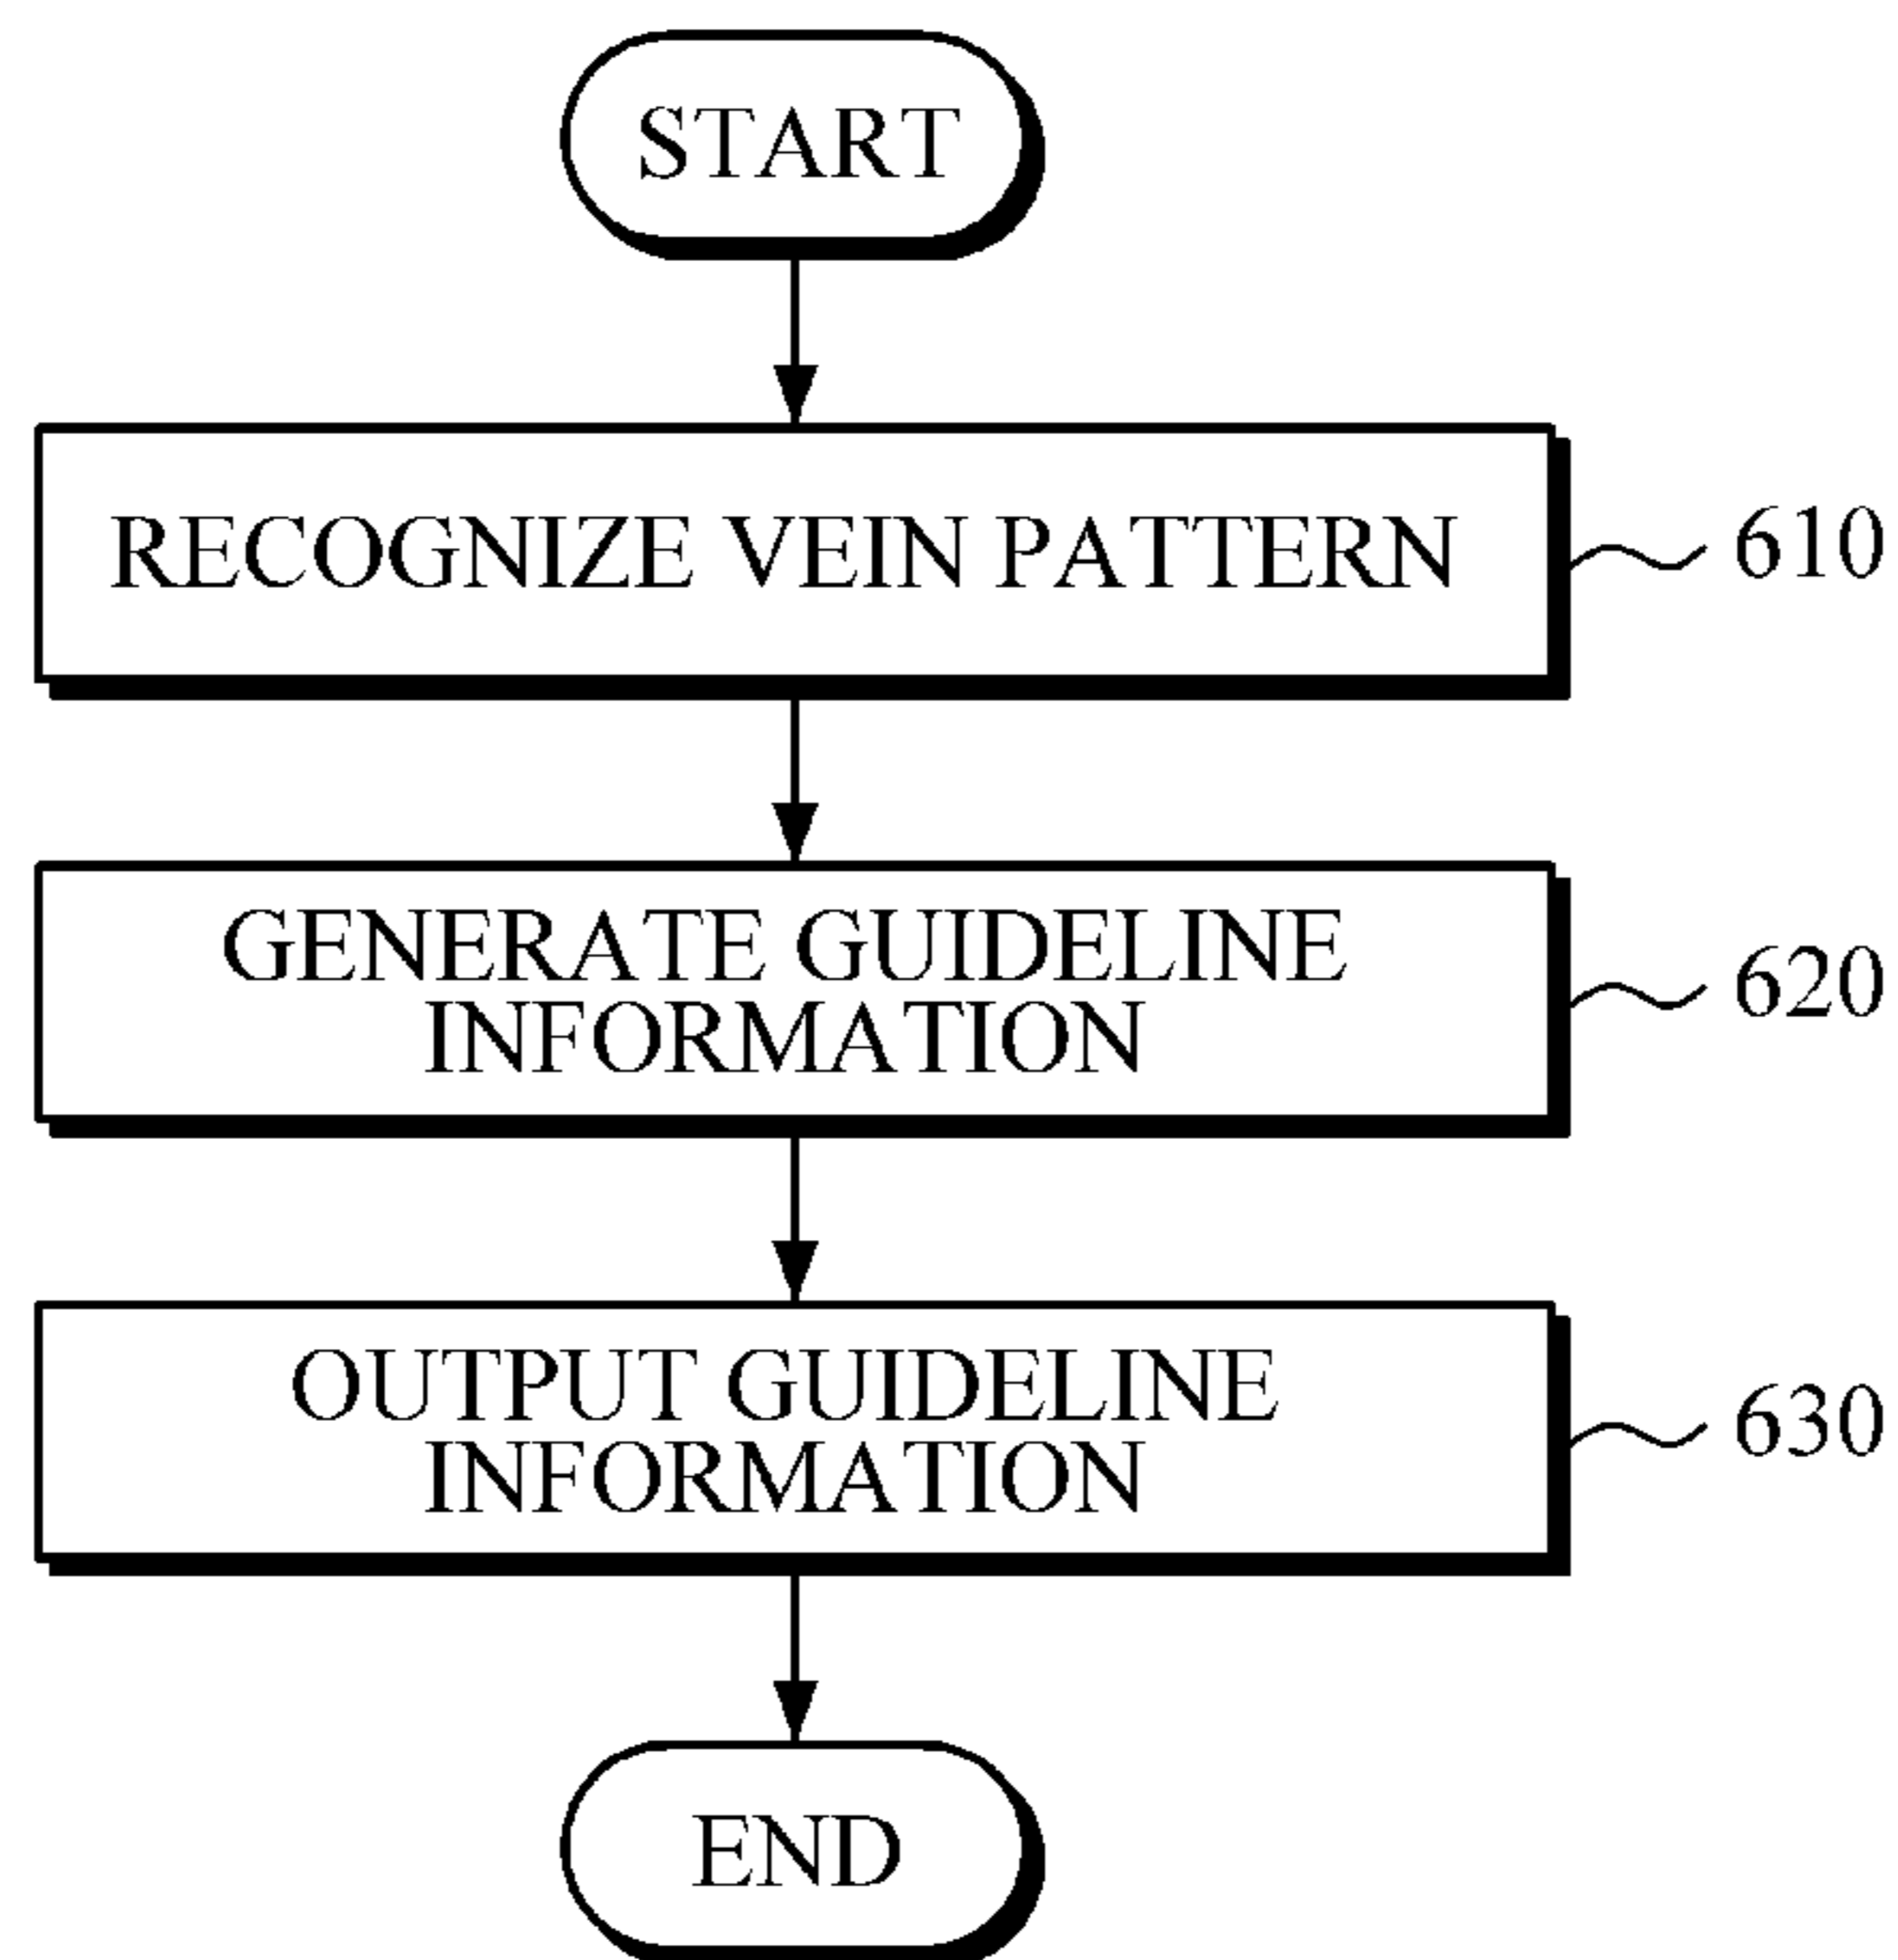 START
RECOGNIZE VEIN PATTERN
610
GENERATE GUIDELINE
INFORMATION
620
OUTPUT GUIDELINE
INFORMATION
630
END